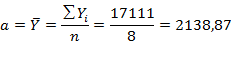 a = Ȳ = ∑Yᵢ / n = 17111 / 8 = 2138,87